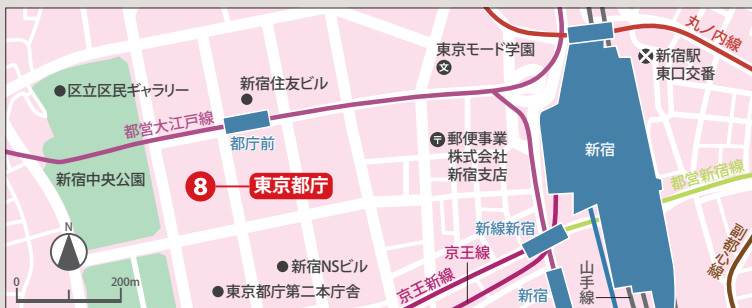 丸ノ内線
東京モード学園
文
新宿駅
東口交番
区立区民ギャラリー
新宿住友ビル
都営大江戸線
都庁前
〒
郵便事業
株式会社
新宿支店
新宿
新宿中央公園
8
東京都庁
都営新宿線
N
新線新宿
京王線
副都心線
新宿NSビル
京王新線
山手線
0
200m
東京都庁第二本庁舎
新宿